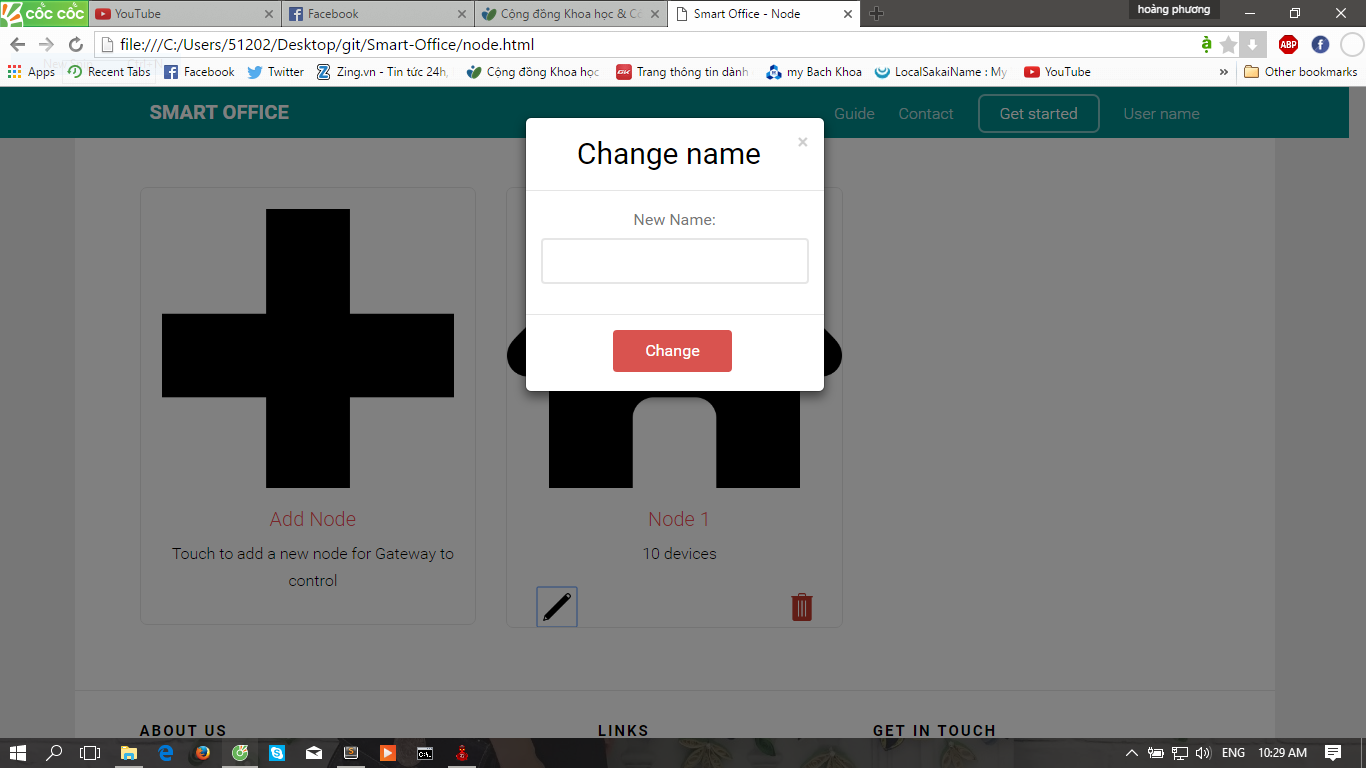 cốc cốc YouTube Facebook Cộng đồng Khoa học & Cô Smart Office - Node hoàng phương
file:///C:/Users/51202/Desktop/git/Smart-Office/node.html
Apps Recent Tabs Facebook Twitter Zing.vn - Tin tức 24h, Cộng đồng Khoa học Trang thông tin dành my Bach Khoa LocalSakaiName : My YouTube » Other bookmarks
SMART OFFICE Guide Contact Get started User name
Change name ×
New Name:
Change
Add Node Node 1
Touch to add a new node for Gateway to 10 devices
control
ABOUT US LINKS GET IN TOUCH
ENG 10:29 AM